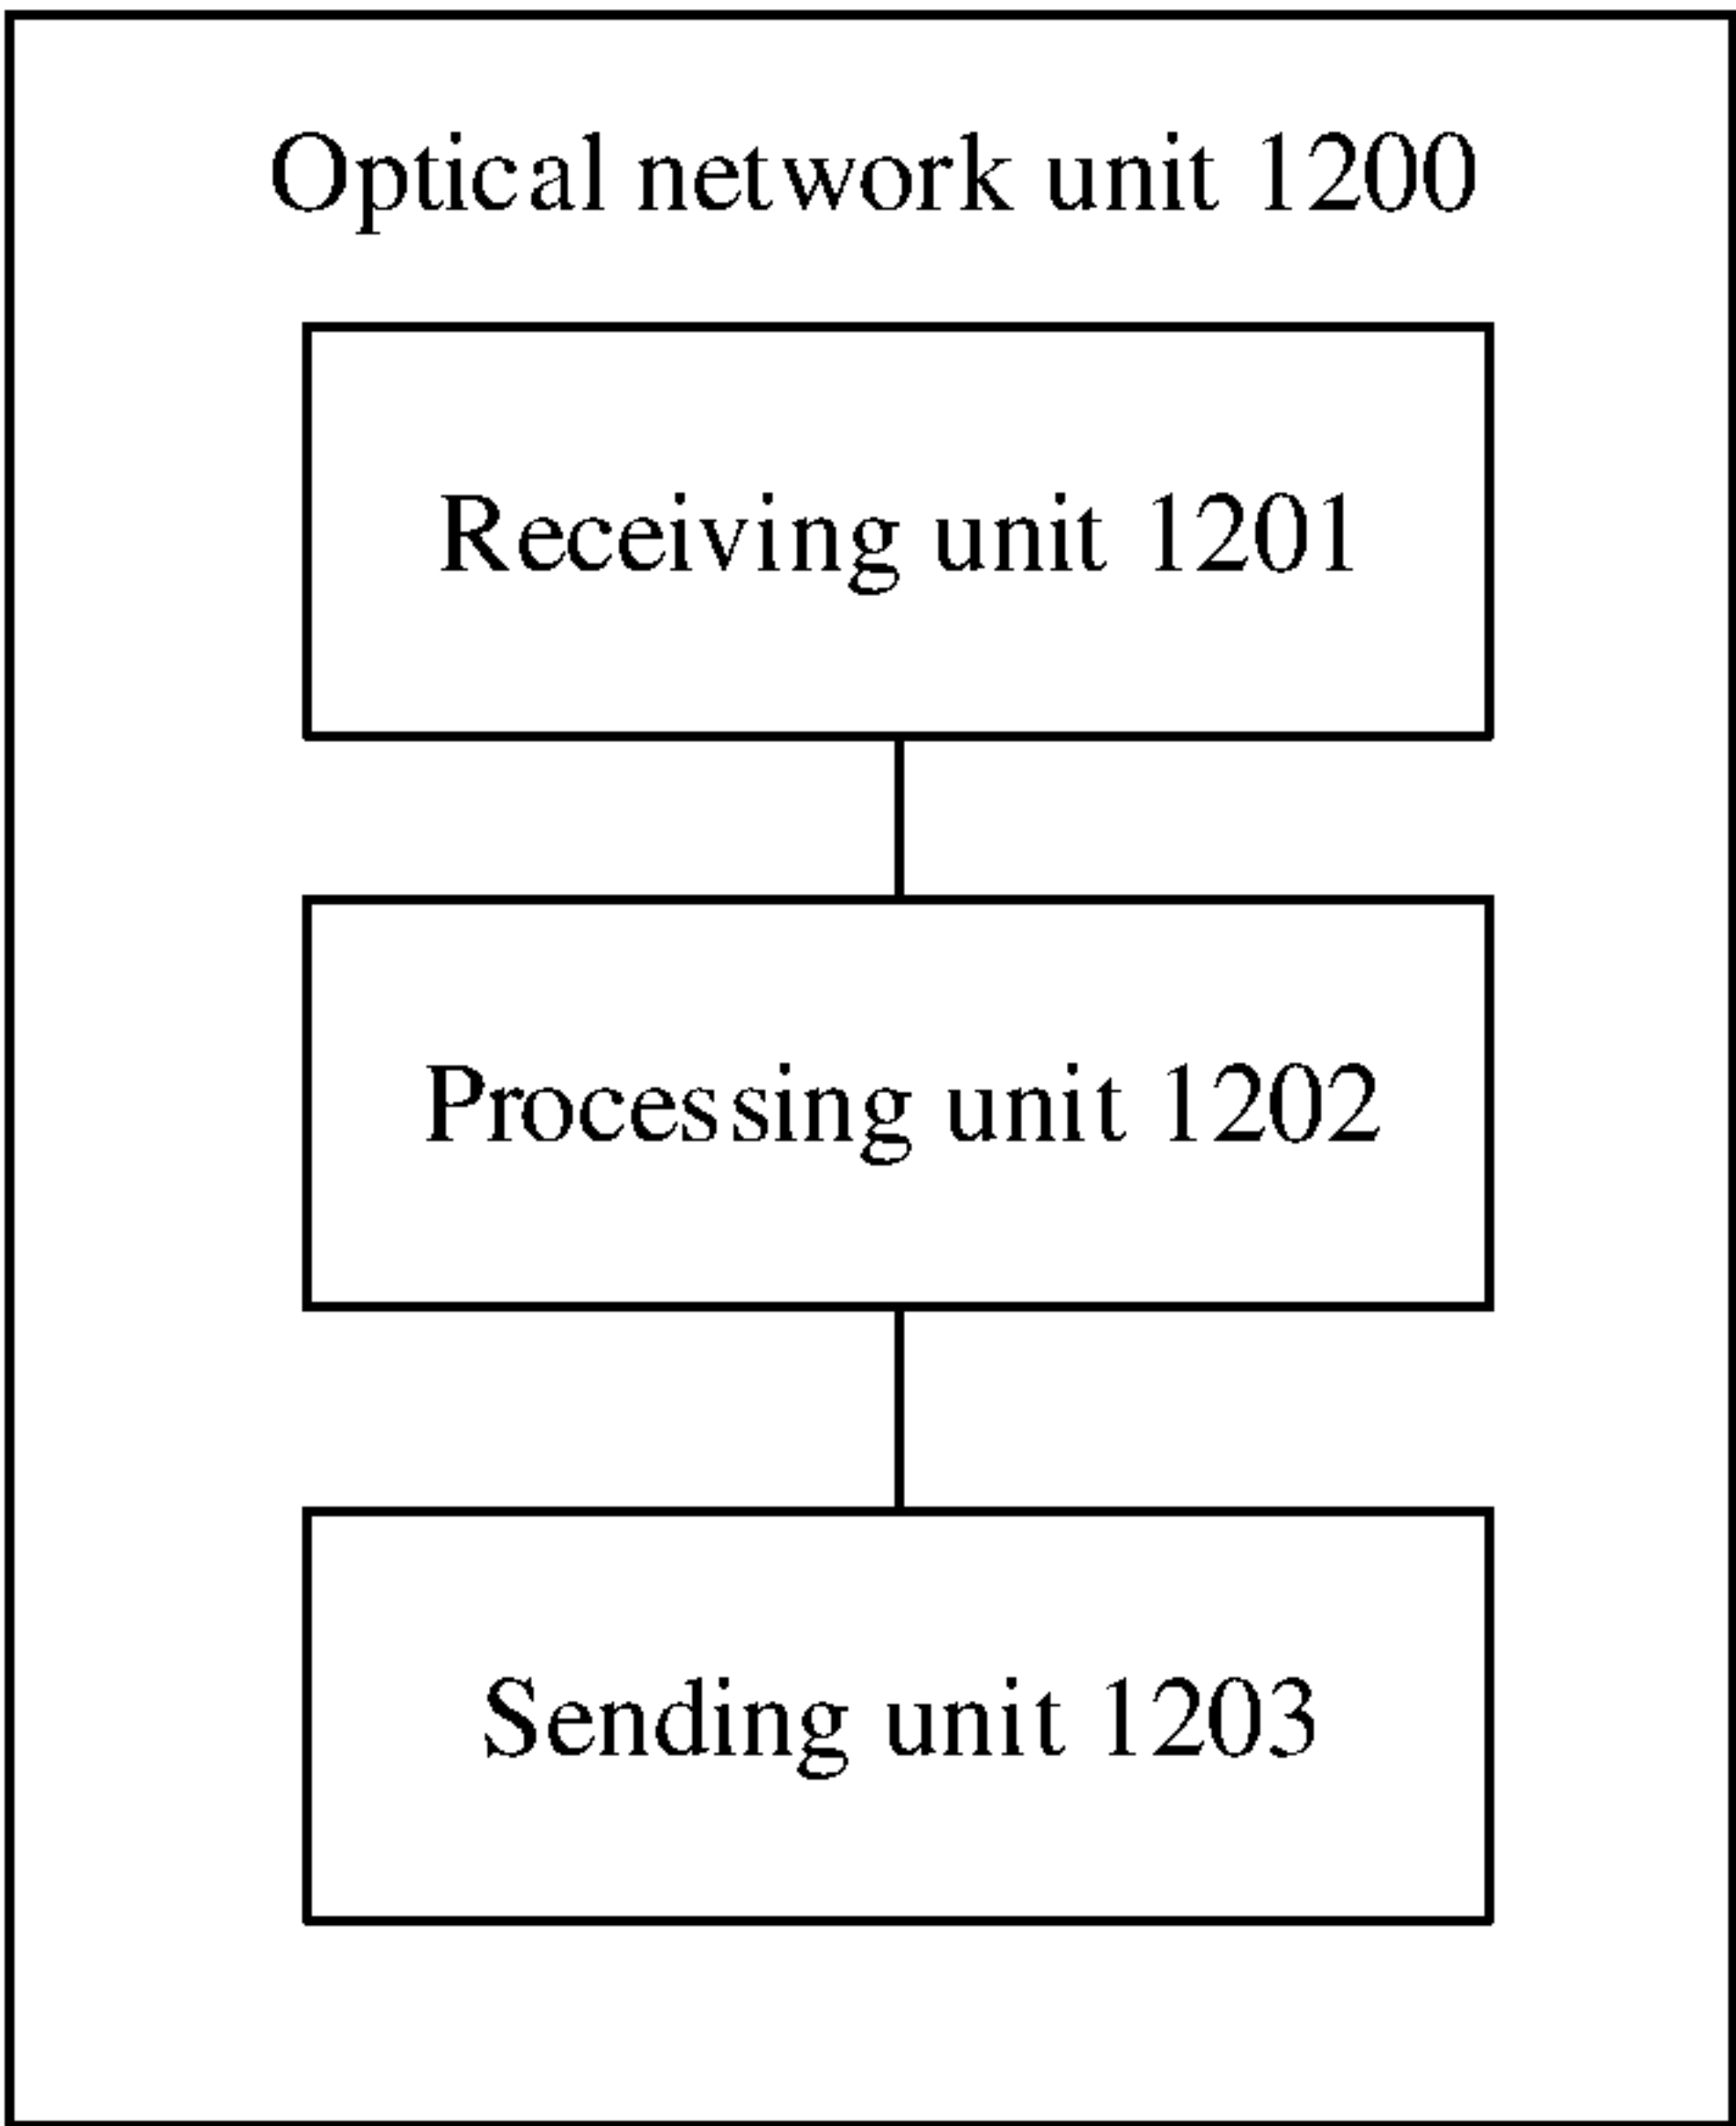 Optical network unit 1200
Receiving unit 1201
Processing unit 1202
Sending unit 1203